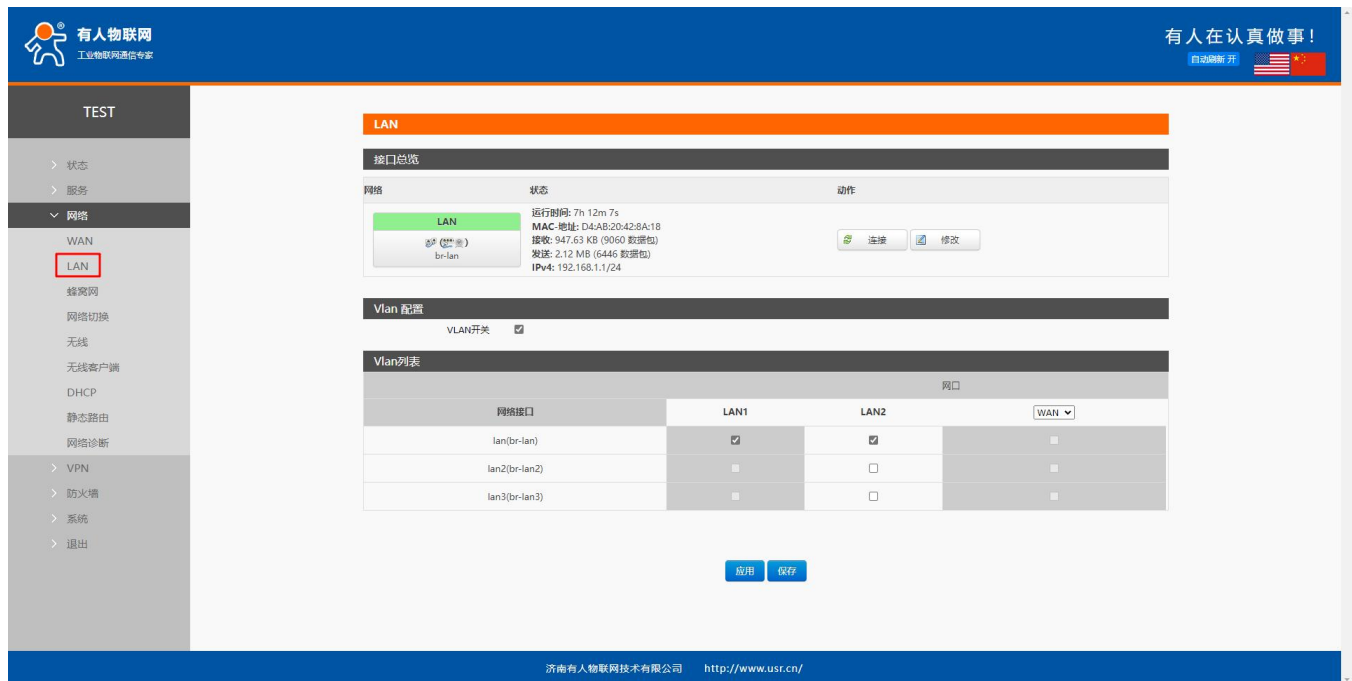 有人物联网
工业物联网通信专家
有人在认真做事!
自动刷新 开
TEST
状态
服务
网络
WAN
LAN
蜂窝网
网络切换
无线
无线客户端
DHCP
静态路由
网络诊断
VPN
防火墙
系统
退出
LAN
接口总览
网络 状态 动作
LAN
br-lan
运行时间: 7h 12m 7s
MAC-地址: D4:AB:20:42:8A:18
接收: 947.63 KB (9060 数据包)
发送: 2.12 MB (6446 数据包)
IPv4: 192.168.1.1/24
连接 修改
Vlan 配置
VLAN开关
Vlan列表
网口
网络接口 LAN1 LAN2 WAN
lan(br-lan)
lan2(br-lan2)
lan3(br-lan3)
应用 保存
济南有人物联网技术有限公司 http://www.usr.cn/